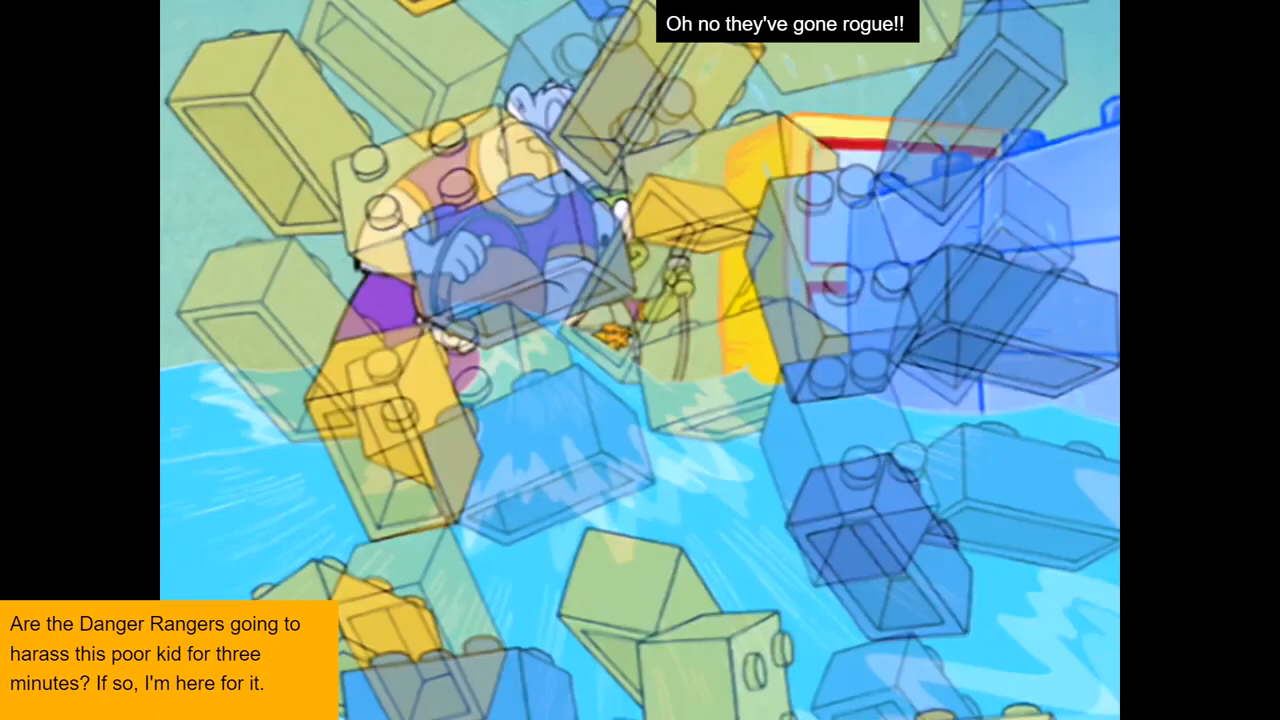 Oh no they've gone rogue!!
Are the Danger Rangers going to
harass this poor kid for three
minutes? If so, I'm here for it.